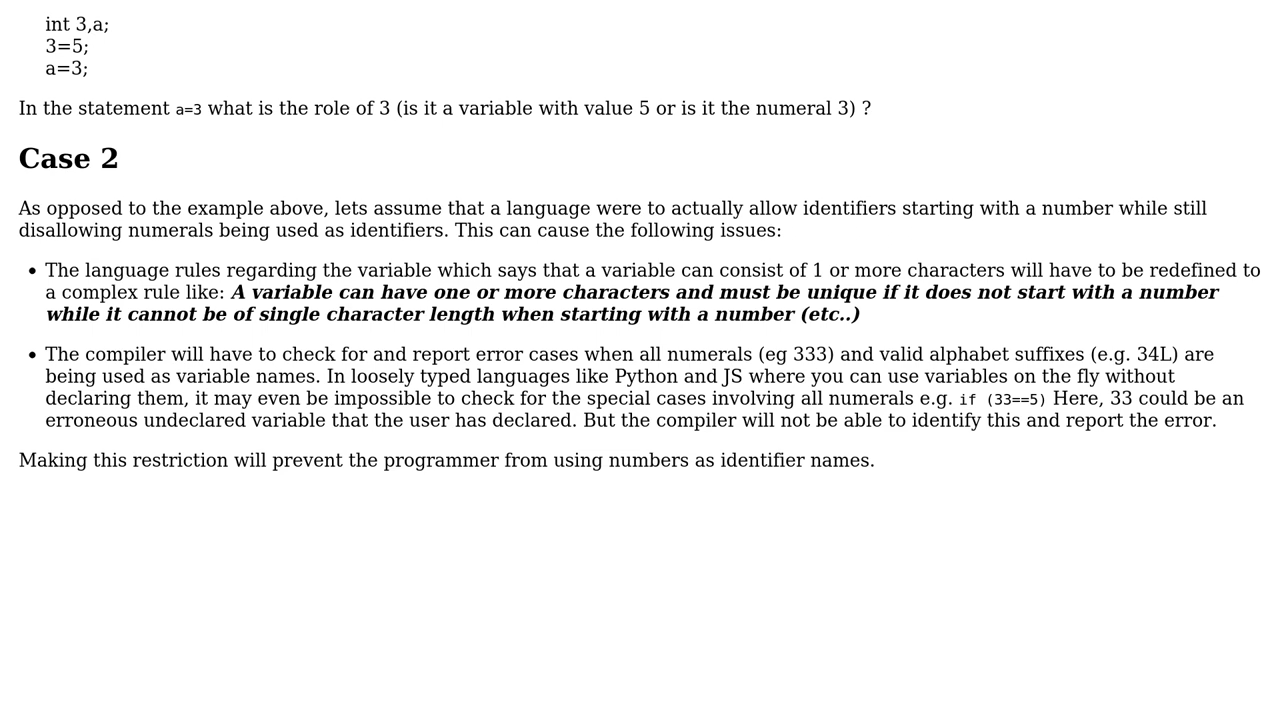 int 3,a;
3=5;
a=3;
In the statement a=3 what is the role of 3 (is it a variable with value 5 or is it the numeral 3) ?
Case 2
As opposed to the example above, lets assume that a language were to actually allow identifiers starting with a number while still
disallowing numerals being used as identifiers. This can cause the following issues:
• The language rules regarding the variable which says that a variable can consist of 1 or more characters will have to be redefined to
a complex rule like: A variable can have one or more characters and must be unique if it does not start with a number
while it cannot be of single character length when starting with a number (etc..)
• The compiler will have to check for and report error cases when all numerals (eg 333) and valid alphabet suffixes (e.g. 34L) are
being used as variable names. In loosely typed languages like Python and JS where you can use variables on the fly without
declaring them, it may even be impossible to check for the special cases involving all numerals e.g. if (33==5) Here, 33 could be an
erroneous undeclared variable that the user has declared. But the compiler will not be able to identify this and report the error.
Making this restriction will prevent the programmer from using numbers as identifier names.